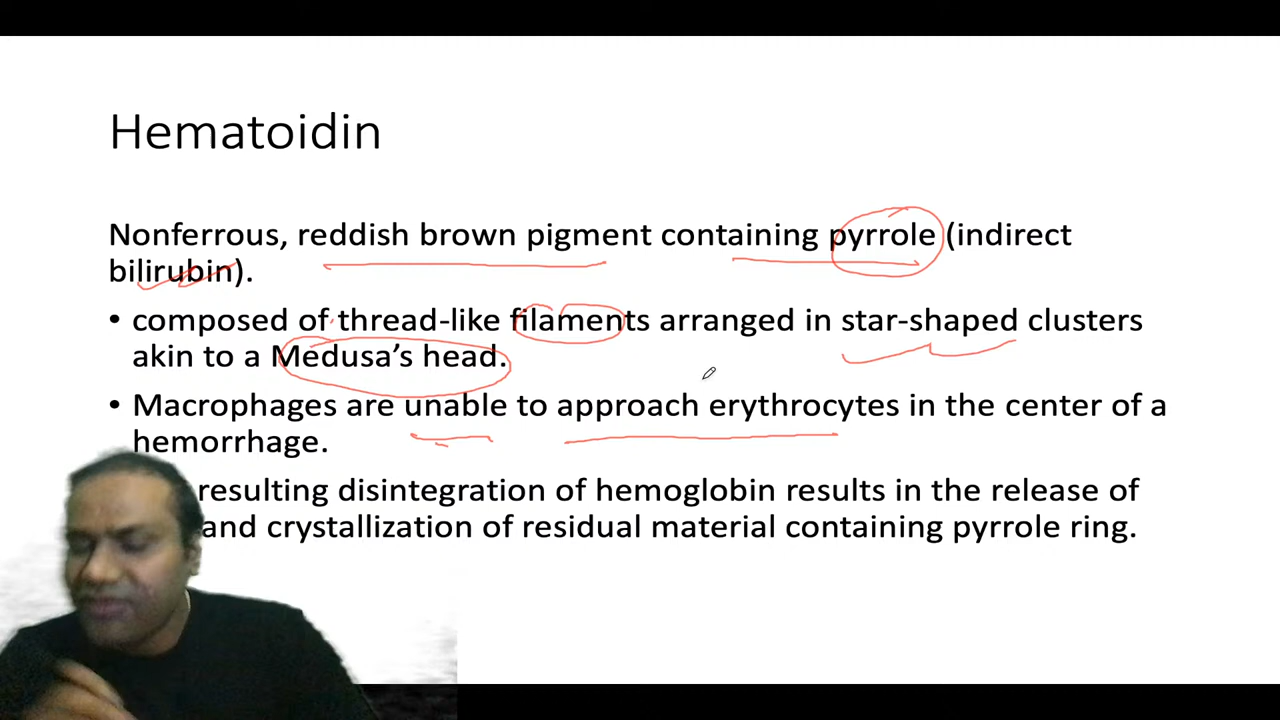 Hematoidin
Nonferrous, reddish brown pigment containing pyrrole (indirect
bilirubin).
• composed of thread-like filaments arranged in star-shaped clusters
akin to a Medusa’s head.
• Macrophages are unable to approach erythrocytes in the center of a
hemorrhage.
resulting disintegration of hemoglobin results in the release of
and crystallization of residual material containing pyrrole ring.